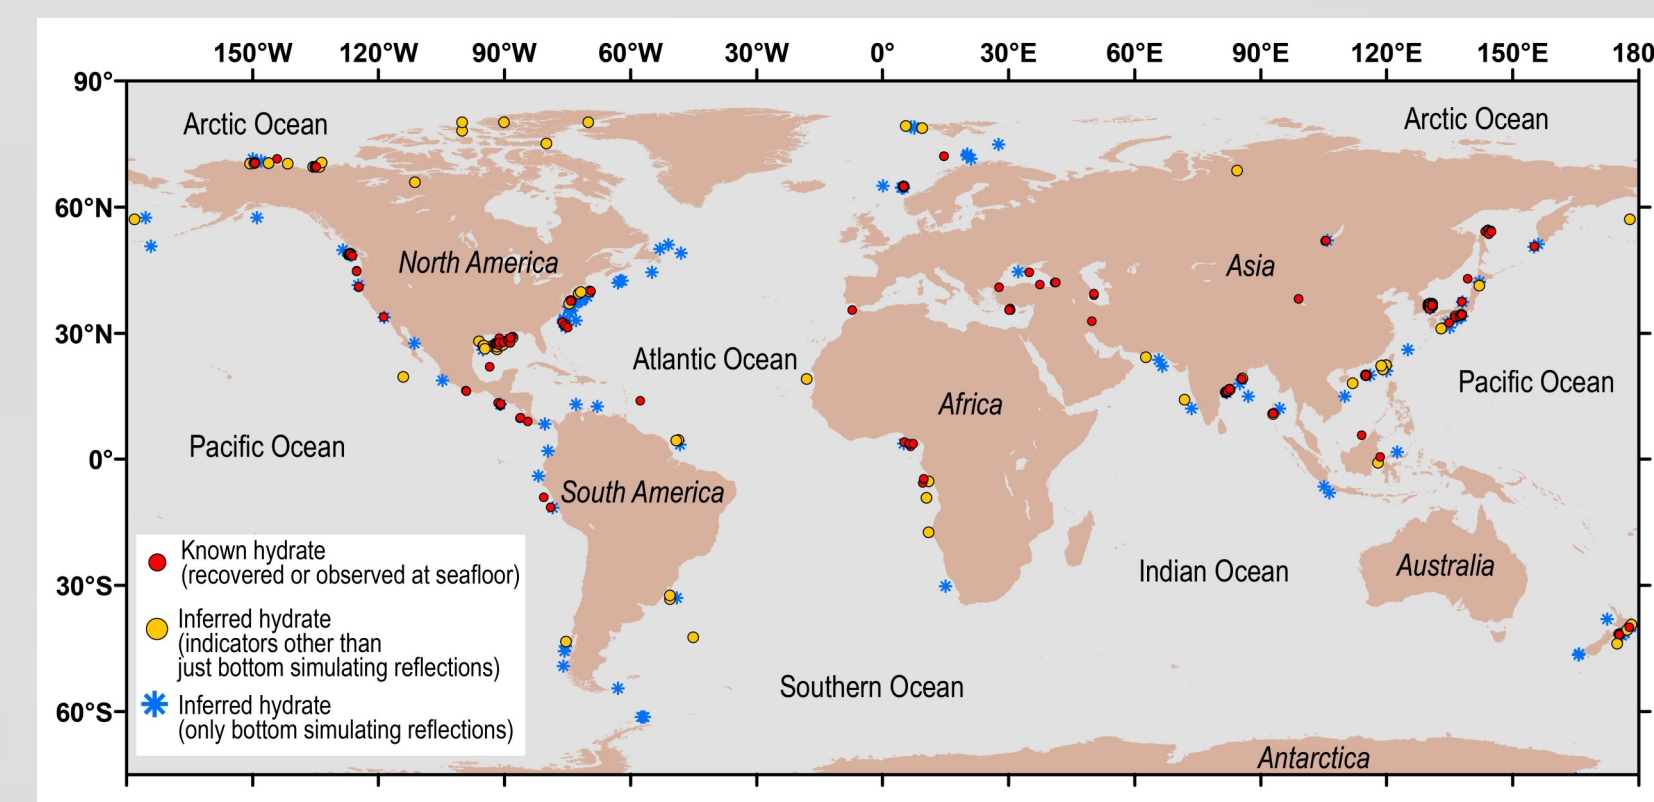 150°W 120°W 90°W 60°W 30°W 0° 30°E 60°E 90°E 120°E 150°E 180
90°
Arctic Ocean
Arctic Ocean
60°N
North America
Asia
30°N
Atlantic Ocean
Pacific Ocean
Africa
Pacific Ocean
0°
South America
Known hydrate
(recovered or observed at seafloor)
Indian Ocean
Australia
30°S
Inferred hydrate
(indicators other than
just bottom simulating reflections)
Southern Ocean
Inferred hydrate
(only bottom simulating reflections)
60°S
Antarctica